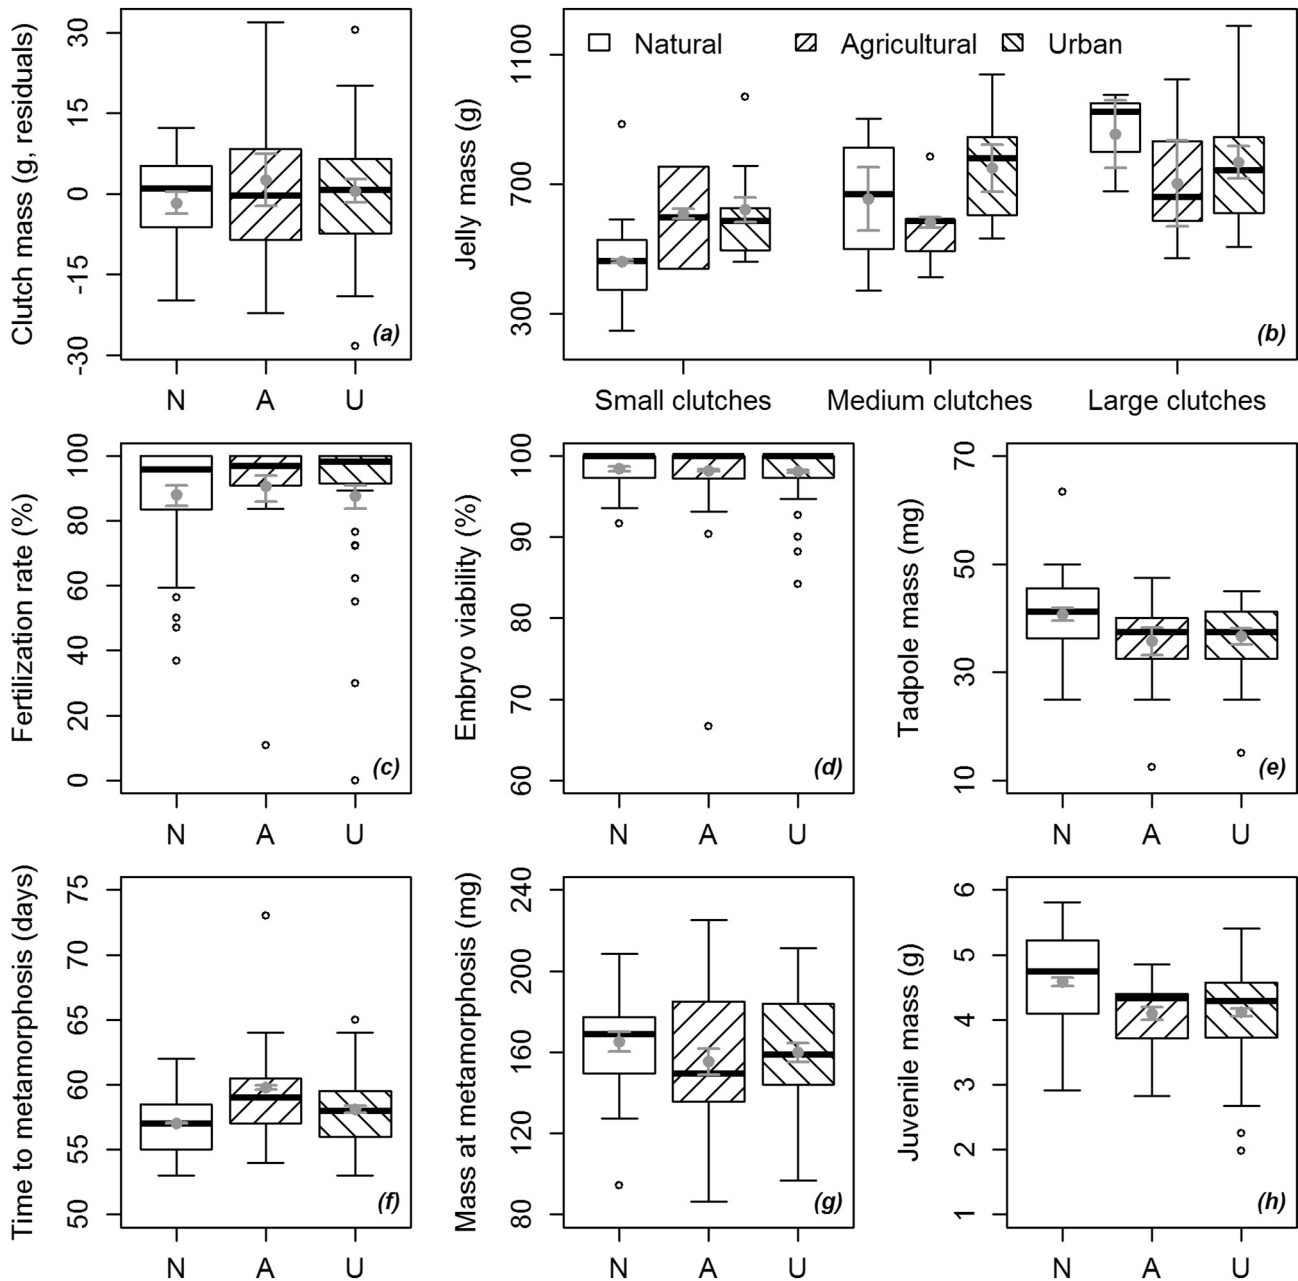 Clutch mass (g, residuals)
30
15
0
-15
-30
N A U
(a)
Jelly mass (g)
1100
700
300
Natural Agricultural Urban
(b)
Small clutches Medium clutches Large clutches
Fertilization rate (%)
100
80
60
40
20
0
N A U
(c)
Embryo viability (%)
100
90
80
70
60
N A U
(d)
Tadpole mass (mg)
70
50
30
10
N A U
(e)
Time to metamorphosis (days)
75
70
65
60
55
50
N A U
(f)
Mass at metamorphosis (mg)
240
200
160
120
80
N A U
(g)
Juvenile mass (g)
6
5
4
3
2
1
N A U
(h)